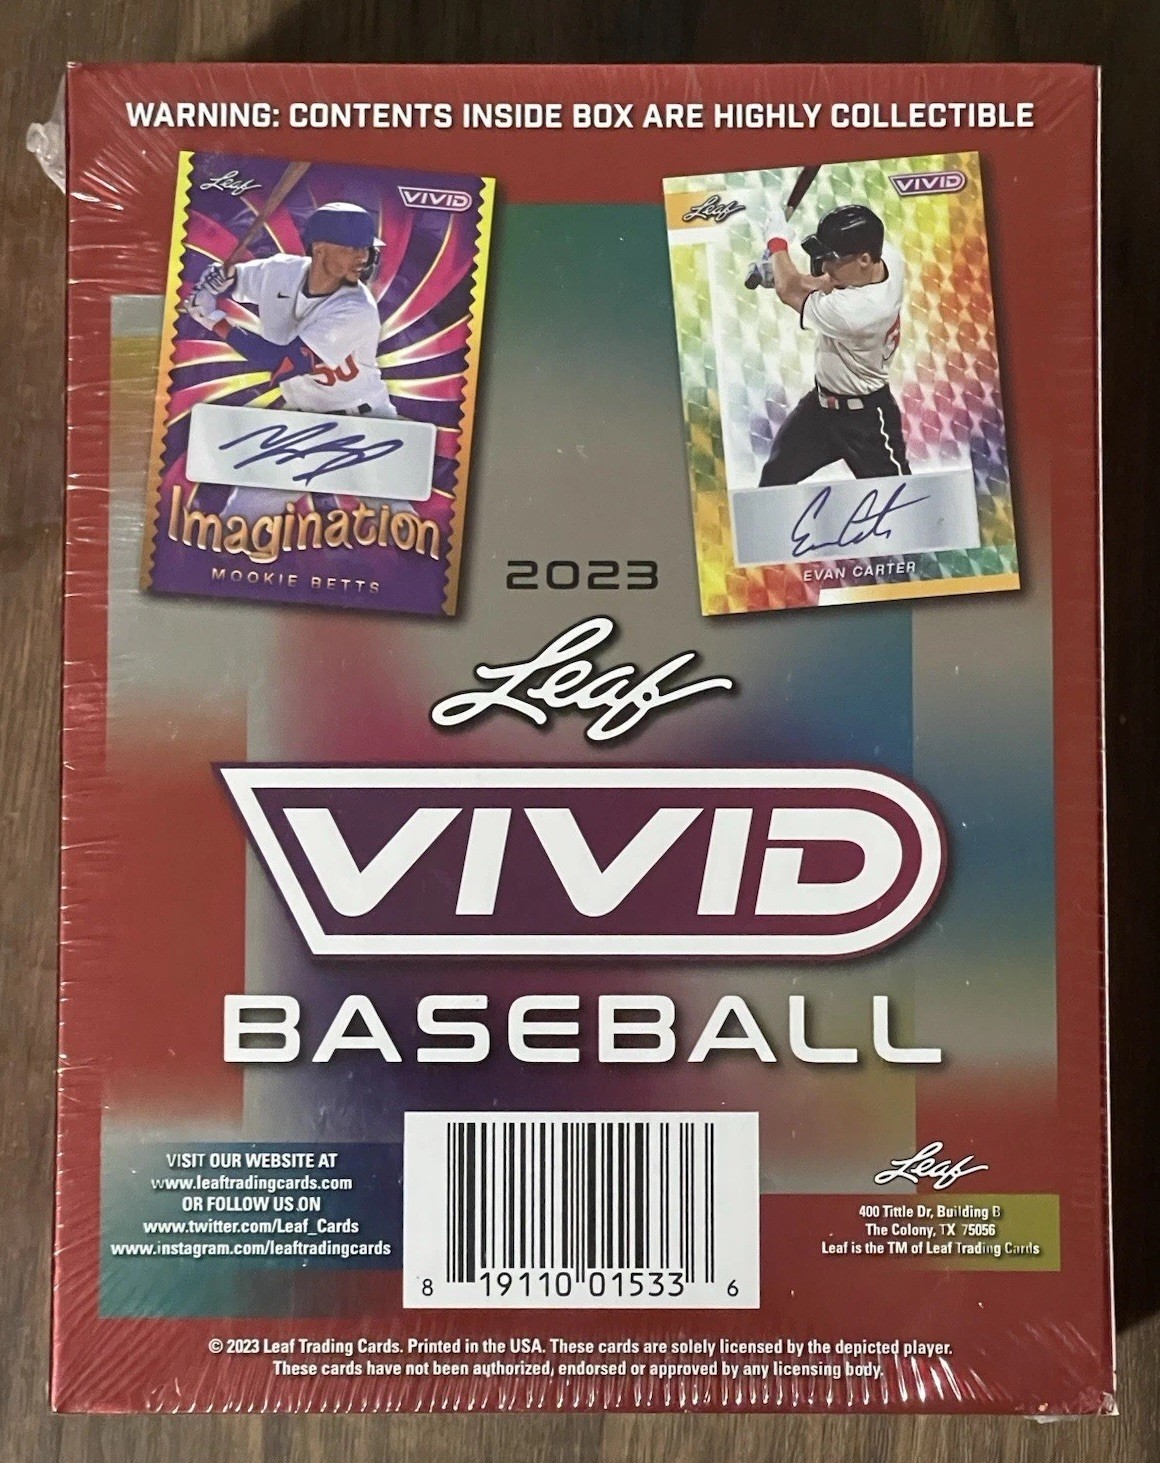 WARNING: CONTENTS INSIDE BOX ARE HIGHLY COLLECTIBLE
Leaf
VIVID
50
Imagination
MOOKIE BETTS
Leaf
VIVID
Evan Carter
EVAN CARTER
2023
Leaf
VIVID
BASEBALL
VISIT OUR WEBSITE AT
www.leaftradingcards.com
OR FOLLOW US ON
www.twitter.com/Leaf_Cards
www.instagram.com/leaftradingcards
8 19110 01533 6
Leaf
400 Tittle Dr, Building B
The Colony, TX 75056
Leaf is the TM of Leaf Trading Cards
© 2023 Leaf Trading Cards. Printed in the USA. These cards are solely licensed by the depicted player.
These cards have not been authorized, endorsed or approved by any licensing body.